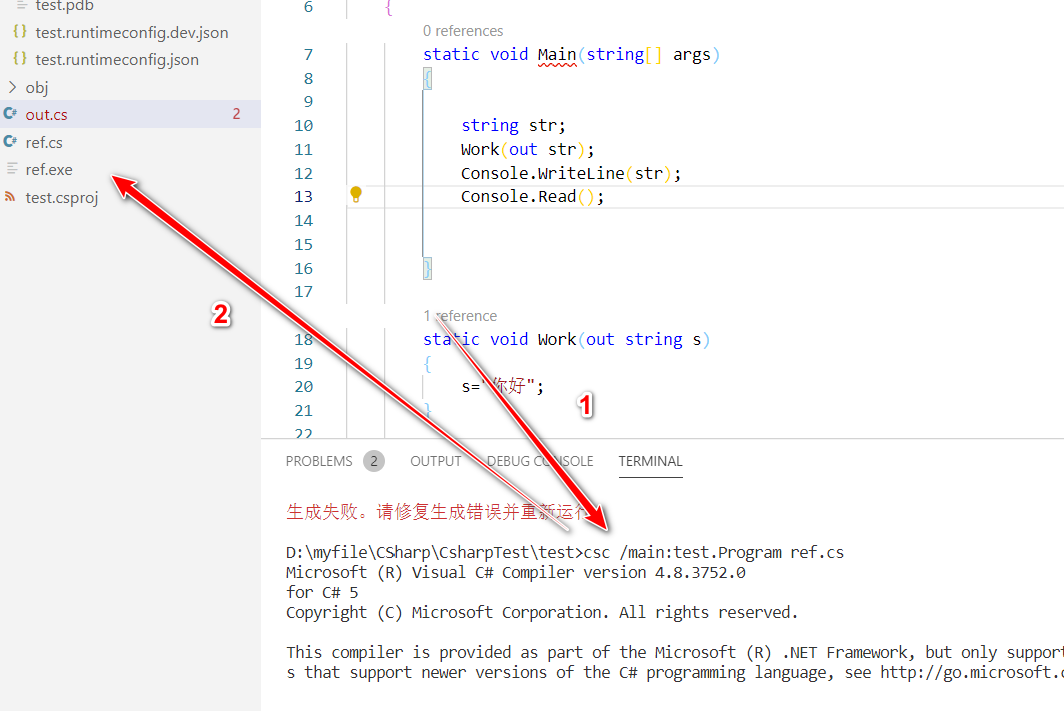 test.pdb
test.runtimeconfig.dev.json
test.runtimeconfig.json
obj
out.cs 2
ref.cs
ref.exe
test.csproj
6 {
0 references
7 static void Main(string[] args)
8 {
9
10 string str;
11 Work(out str);
12 Console.WriteLine(str);
13 Console.Read();
14
15
16 }
17
1 reference
18 static void Work(out string s)
19 {
20 s="你好";
21 }
22
2
1
PROBLEMS 2 OUTPUT DEBUG CONSOLE TERMINAL
生成失败。请修复生成错误并重新运行
D:\myfile\CSharp\CsharpTest\test>csc /main:test.Program ref.cs
Microsoft (R) Visual C# Compiler version 4.8.3752.0
for C# 5
Copyright (C) Microsoft Corporation. All rights reserved.
This compiler is provided as part of the Microsoft (R) .NET Framework, but only support
s that support newer versions of the C# programming language, see http://go.microsoft.